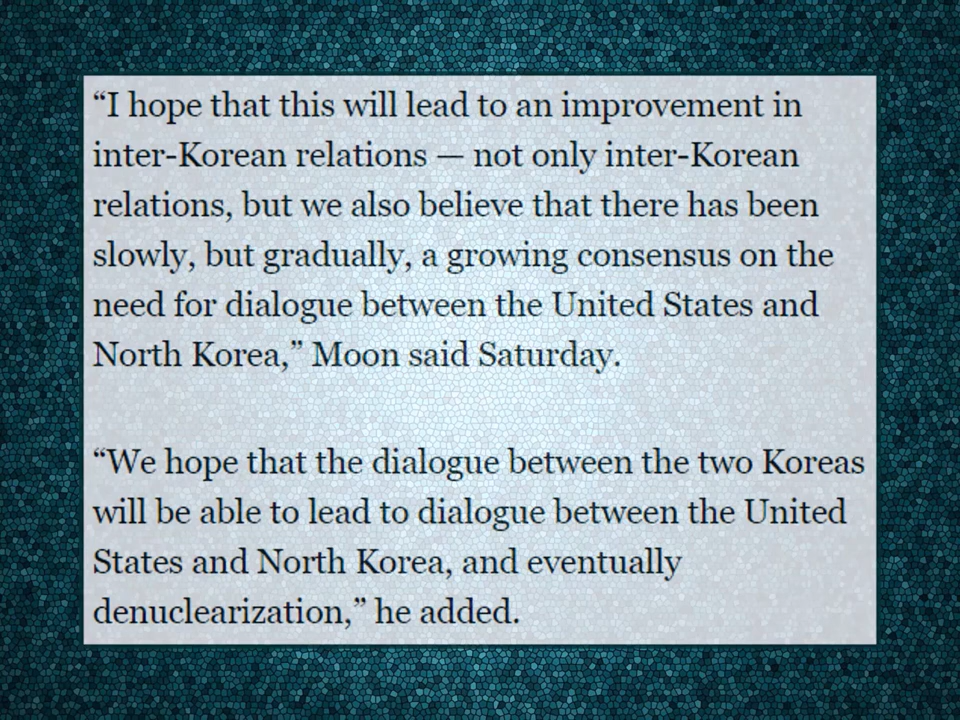 “I hope that this will lead to an improvement in
inter-Korean relations — not only inter-Korean
relations, but we also believe that there has been
slowly, but gradually, a growing consensus on the
need for dialogue between the United States and
North Korea,” Moon said Saturday.
“We hope that the dialogue between the two Koreas
will be able to lead to dialogue between the United
States and North Korea, and eventually
denuclearization,” he added.